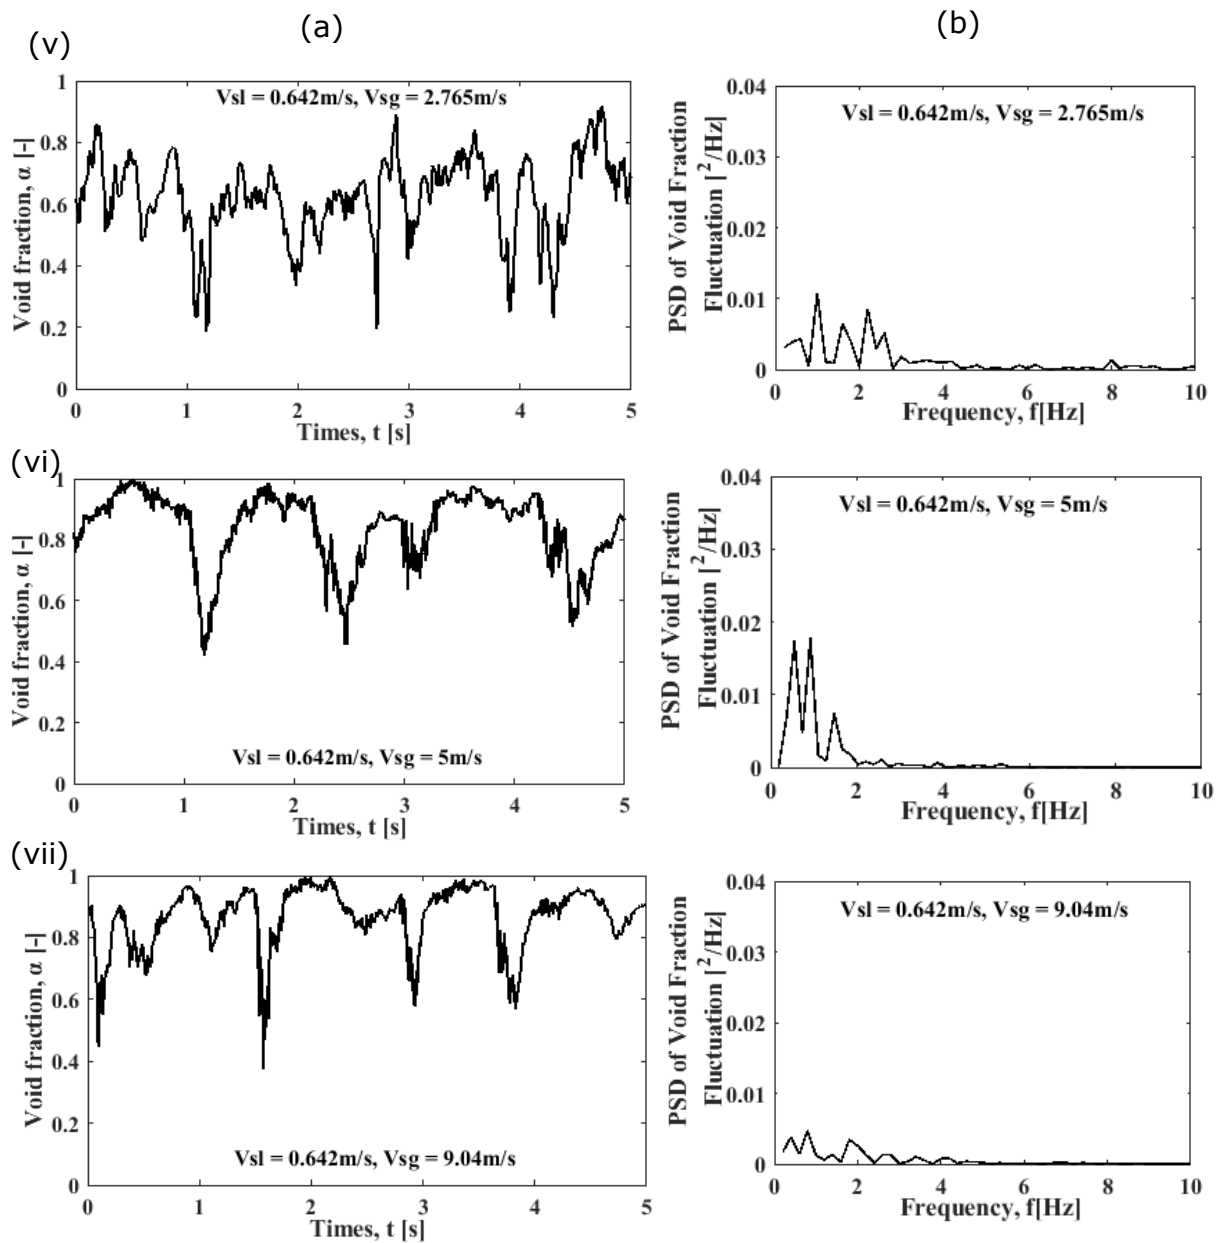 (a)
(b)
(v)
Vsl = 0.642m/s, Vsg = 2.765m/s
Void fraction, α [-]
1
0.8
0.6
0.4
0.2
0
0 1 2 3 4 5
Times, t [s]
Vsl = 0.642m/s, Vsg = 2.765m/s
PSD of Void Fraction
Fluctuation [ ²/Hz]
0.04
0.03
0.02
0.01
0
0 2 4 6 8 10
Frequency, f[Hz]
(vi)
Void fraction, α [-]
1
0.8
0.6
0.4
0.2
0
Vsl = 0.642m/s, Vsg = 5m/s
0 1 2 3 4 5
Times, t [s]
Vsl = 0.642m/s, Vsg = 5m/s
PSD of Void Fraction
Fluctuation [ ²/Hz]
0.04
0.03
0.02
0.01
0
0 2 4 6 8 10
Frequency, f[Hz]
(vii)
Void fraction, α [-]
1
0.8
0.6
0.4
0.2
0
Vsl = 0.642m/s, Vsg = 9.04m/s
0 1 2 3 4 5
Times, t [s]
Vsl = 0.642m/s, Vsg = 9.04m/s
PSD of Void Fraction
Fluctuation [ ²/Hz]
0.04
0.03
0.02
0.01
0
0 2 4 6 8 10
Frequency, f[Hz]